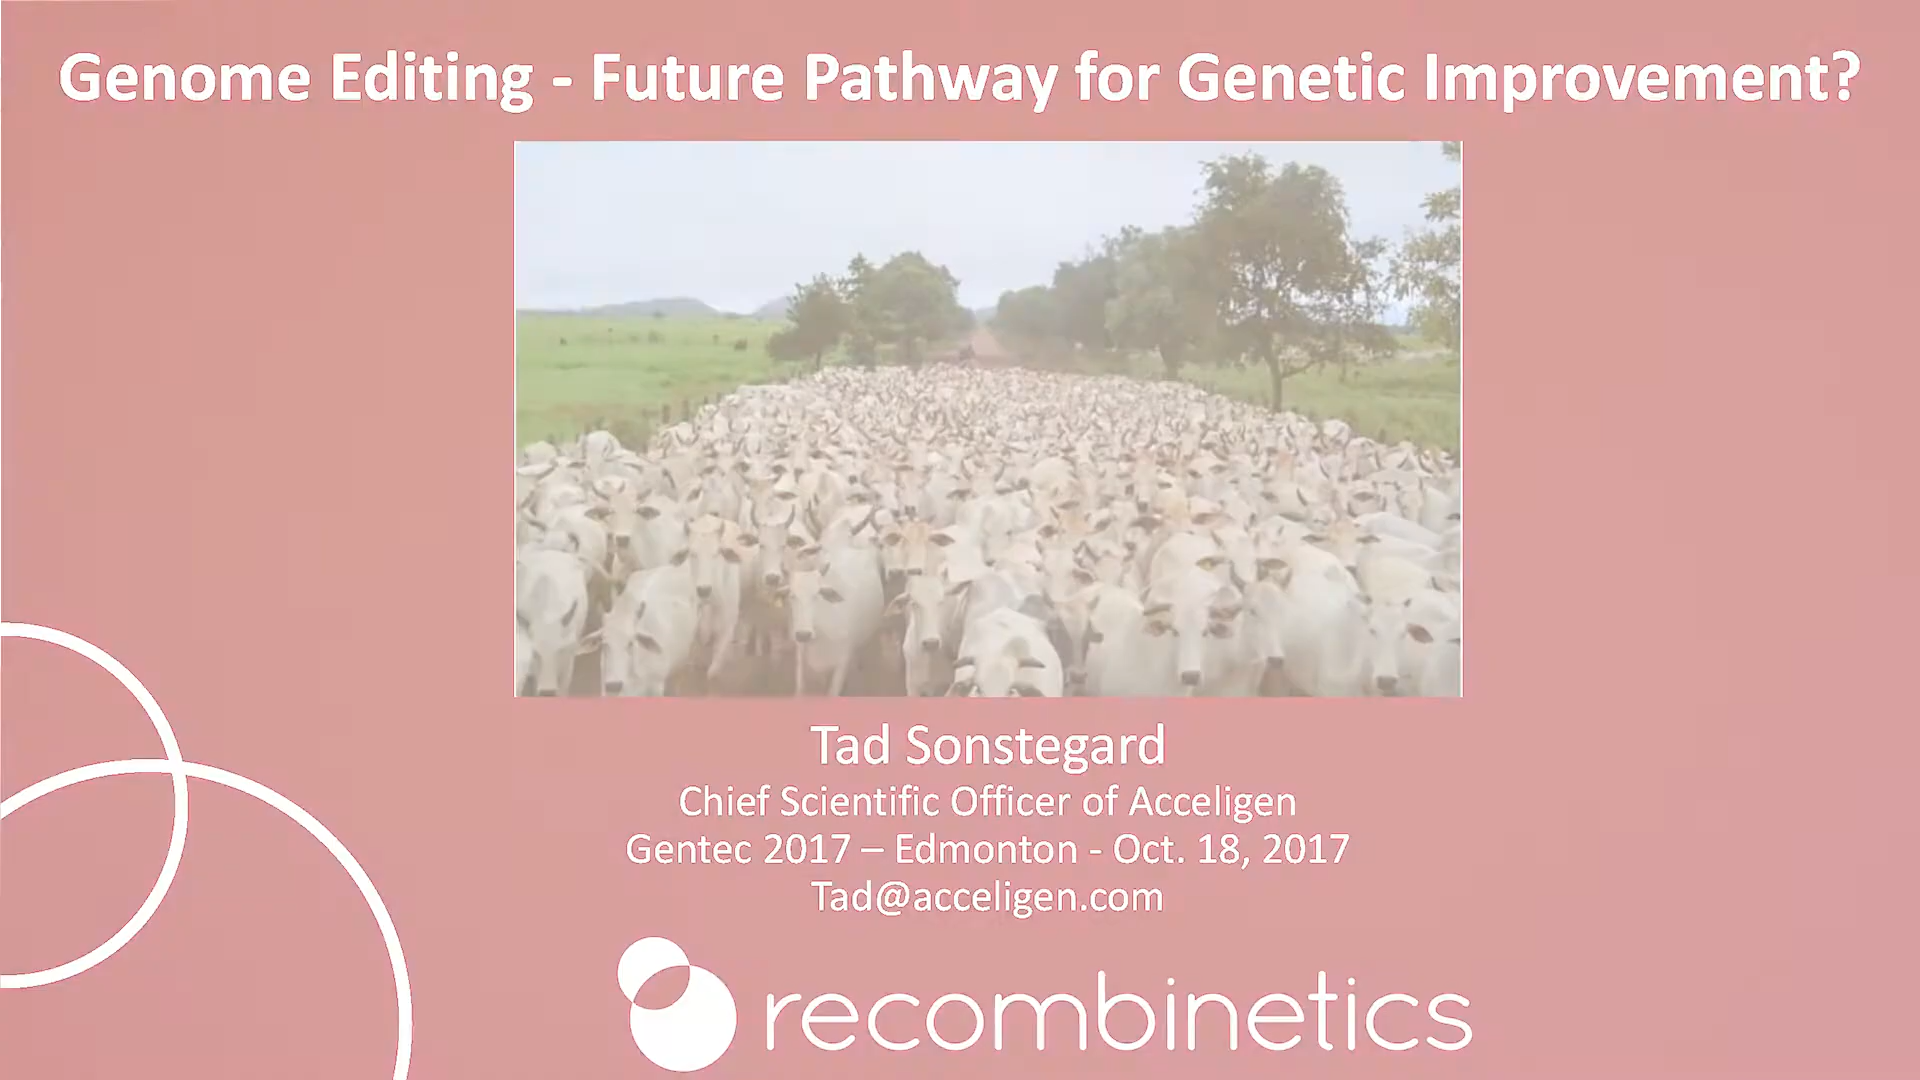 Genome Editing - Future Pathway for Genetic Improvement?
Tad Sonstegard
Chief Scientific Officer of Acceligen
Gentec 2017 – Edmonton - Oct. 18, 2017
Tad@acceligen.com
recombinetics